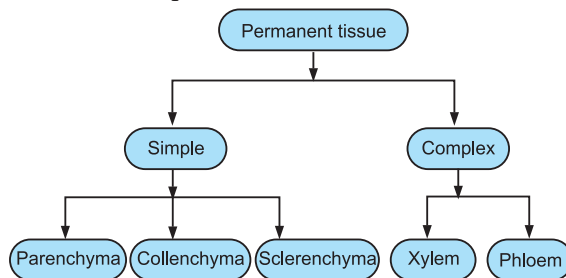 Permanent tissue
Simple
Complex
Parenchyma
Collenchyma
Sclerenchyma
Xylem
Phloem